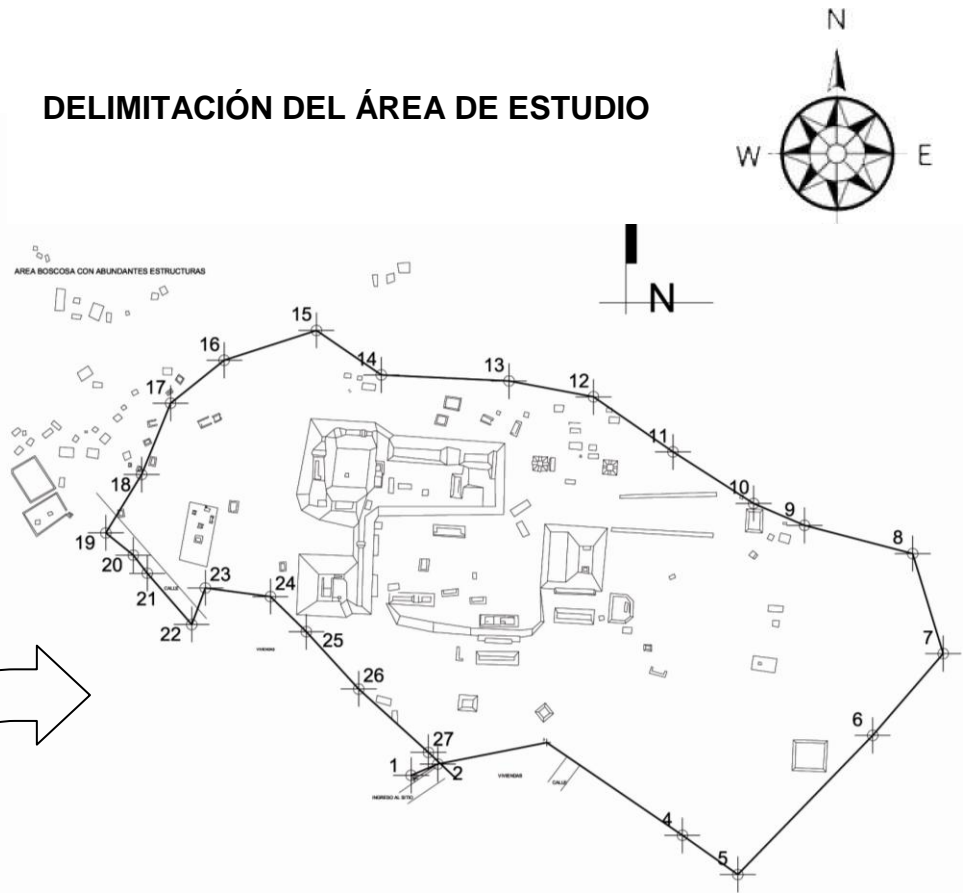 N
DELIMITACIÓN DEL ÁREA DE ESTUDIO
W E
AREA BOSCOSA CON ABUNDANTES ESTRUCTURAS
N
15
16
14
13
12
17
11
18
10
9
19
8
20
21
CALLE
23
24
22
25
VIVIENDAS
7
26
6
27
1
2
VIVIENDAS
CALLE
INGRESO AL SITIO
4
5